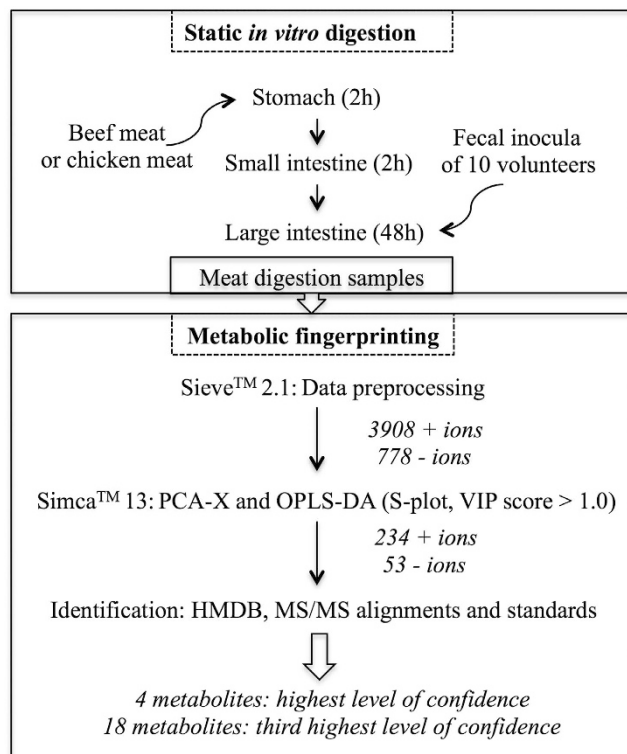 Static in vitro digestion
Stomach (2h)
Beef meat
or chicken meat
Fecal inocula
of 10 volunteers
Small intestine (2h)
Large intestine (48h)
Meat digestion samples
Metabolic fingerprinting
Sieve™ 2.1: Data preprocessing
3908 + ions
778 - ions
Simca™ 13: PCA-X and OPLS-DA (S-plot, VIP score > 1.0)
234 + ions
53 - ions
Identification: HMDB, MS/MS alignments and standards
4 metabolites: highest level of confidence
18 metabolites: third highest level of confidence